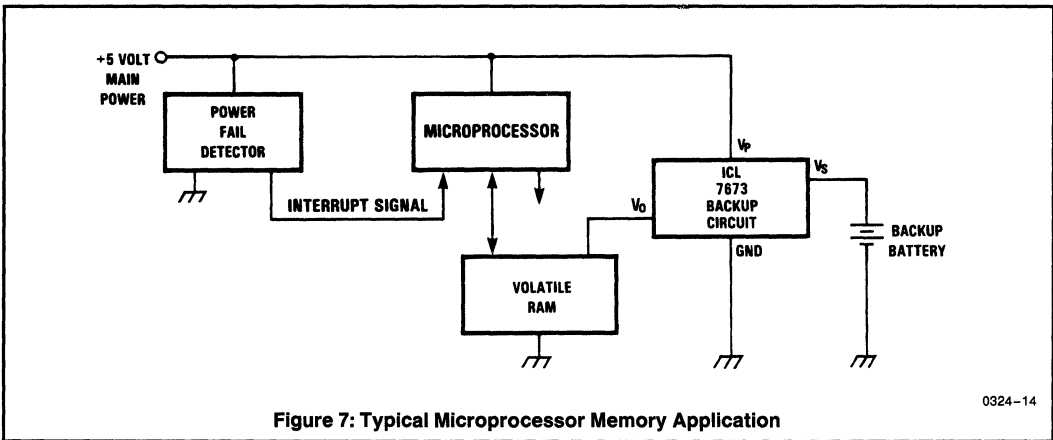 +5 VOLT
MAIN
POWER
POWER
FAIL
DETECTOR
MICROPROCESSOR
INTERRUPT SIGNAL
VOLATILE
RAM
VP
VS
VO
ICL
7673
BACKUP
CIRCUIT
GND
BACKUP
BATTERY
0324-14
Figure 7: Typical Microprocessor Memory Application